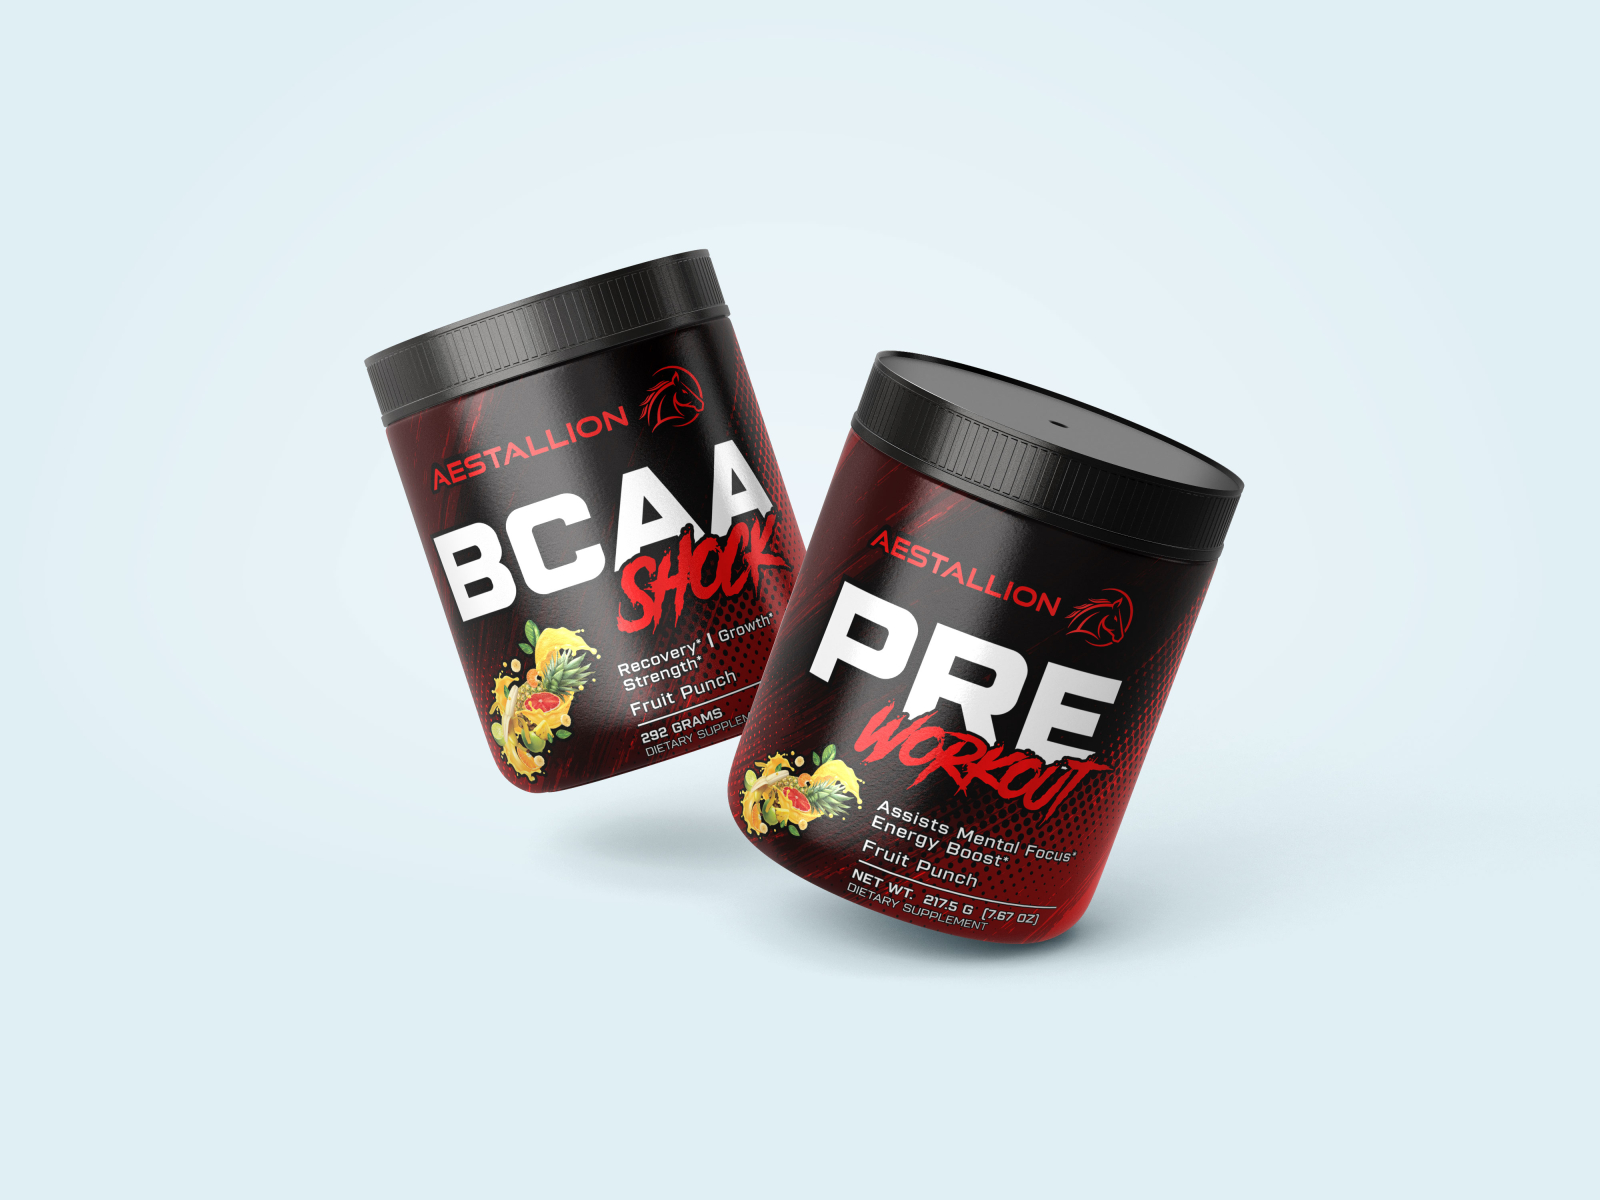 AESTALLION
BCAA
SHOCK
Recovery* | Growth*
Strength*
Fruit Punch
292 GRAMS
DIETARY
AESTALLION
PRE
WORKOUT
Assists Mental Focus*
Energy Boost*
Fruit Punch
NET WT. 217.5 G (7.67 OZ)
DIETARY SUPPLEMENT